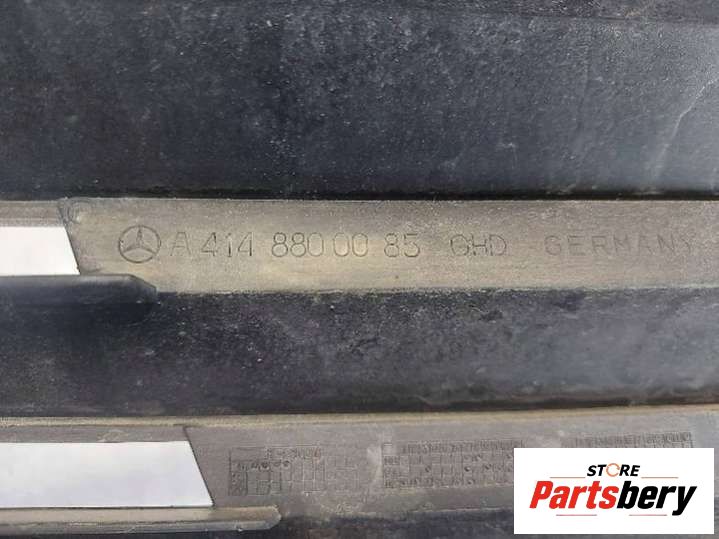 A 414 880 00 85 GHD GERMANY
STORE
Partsbery